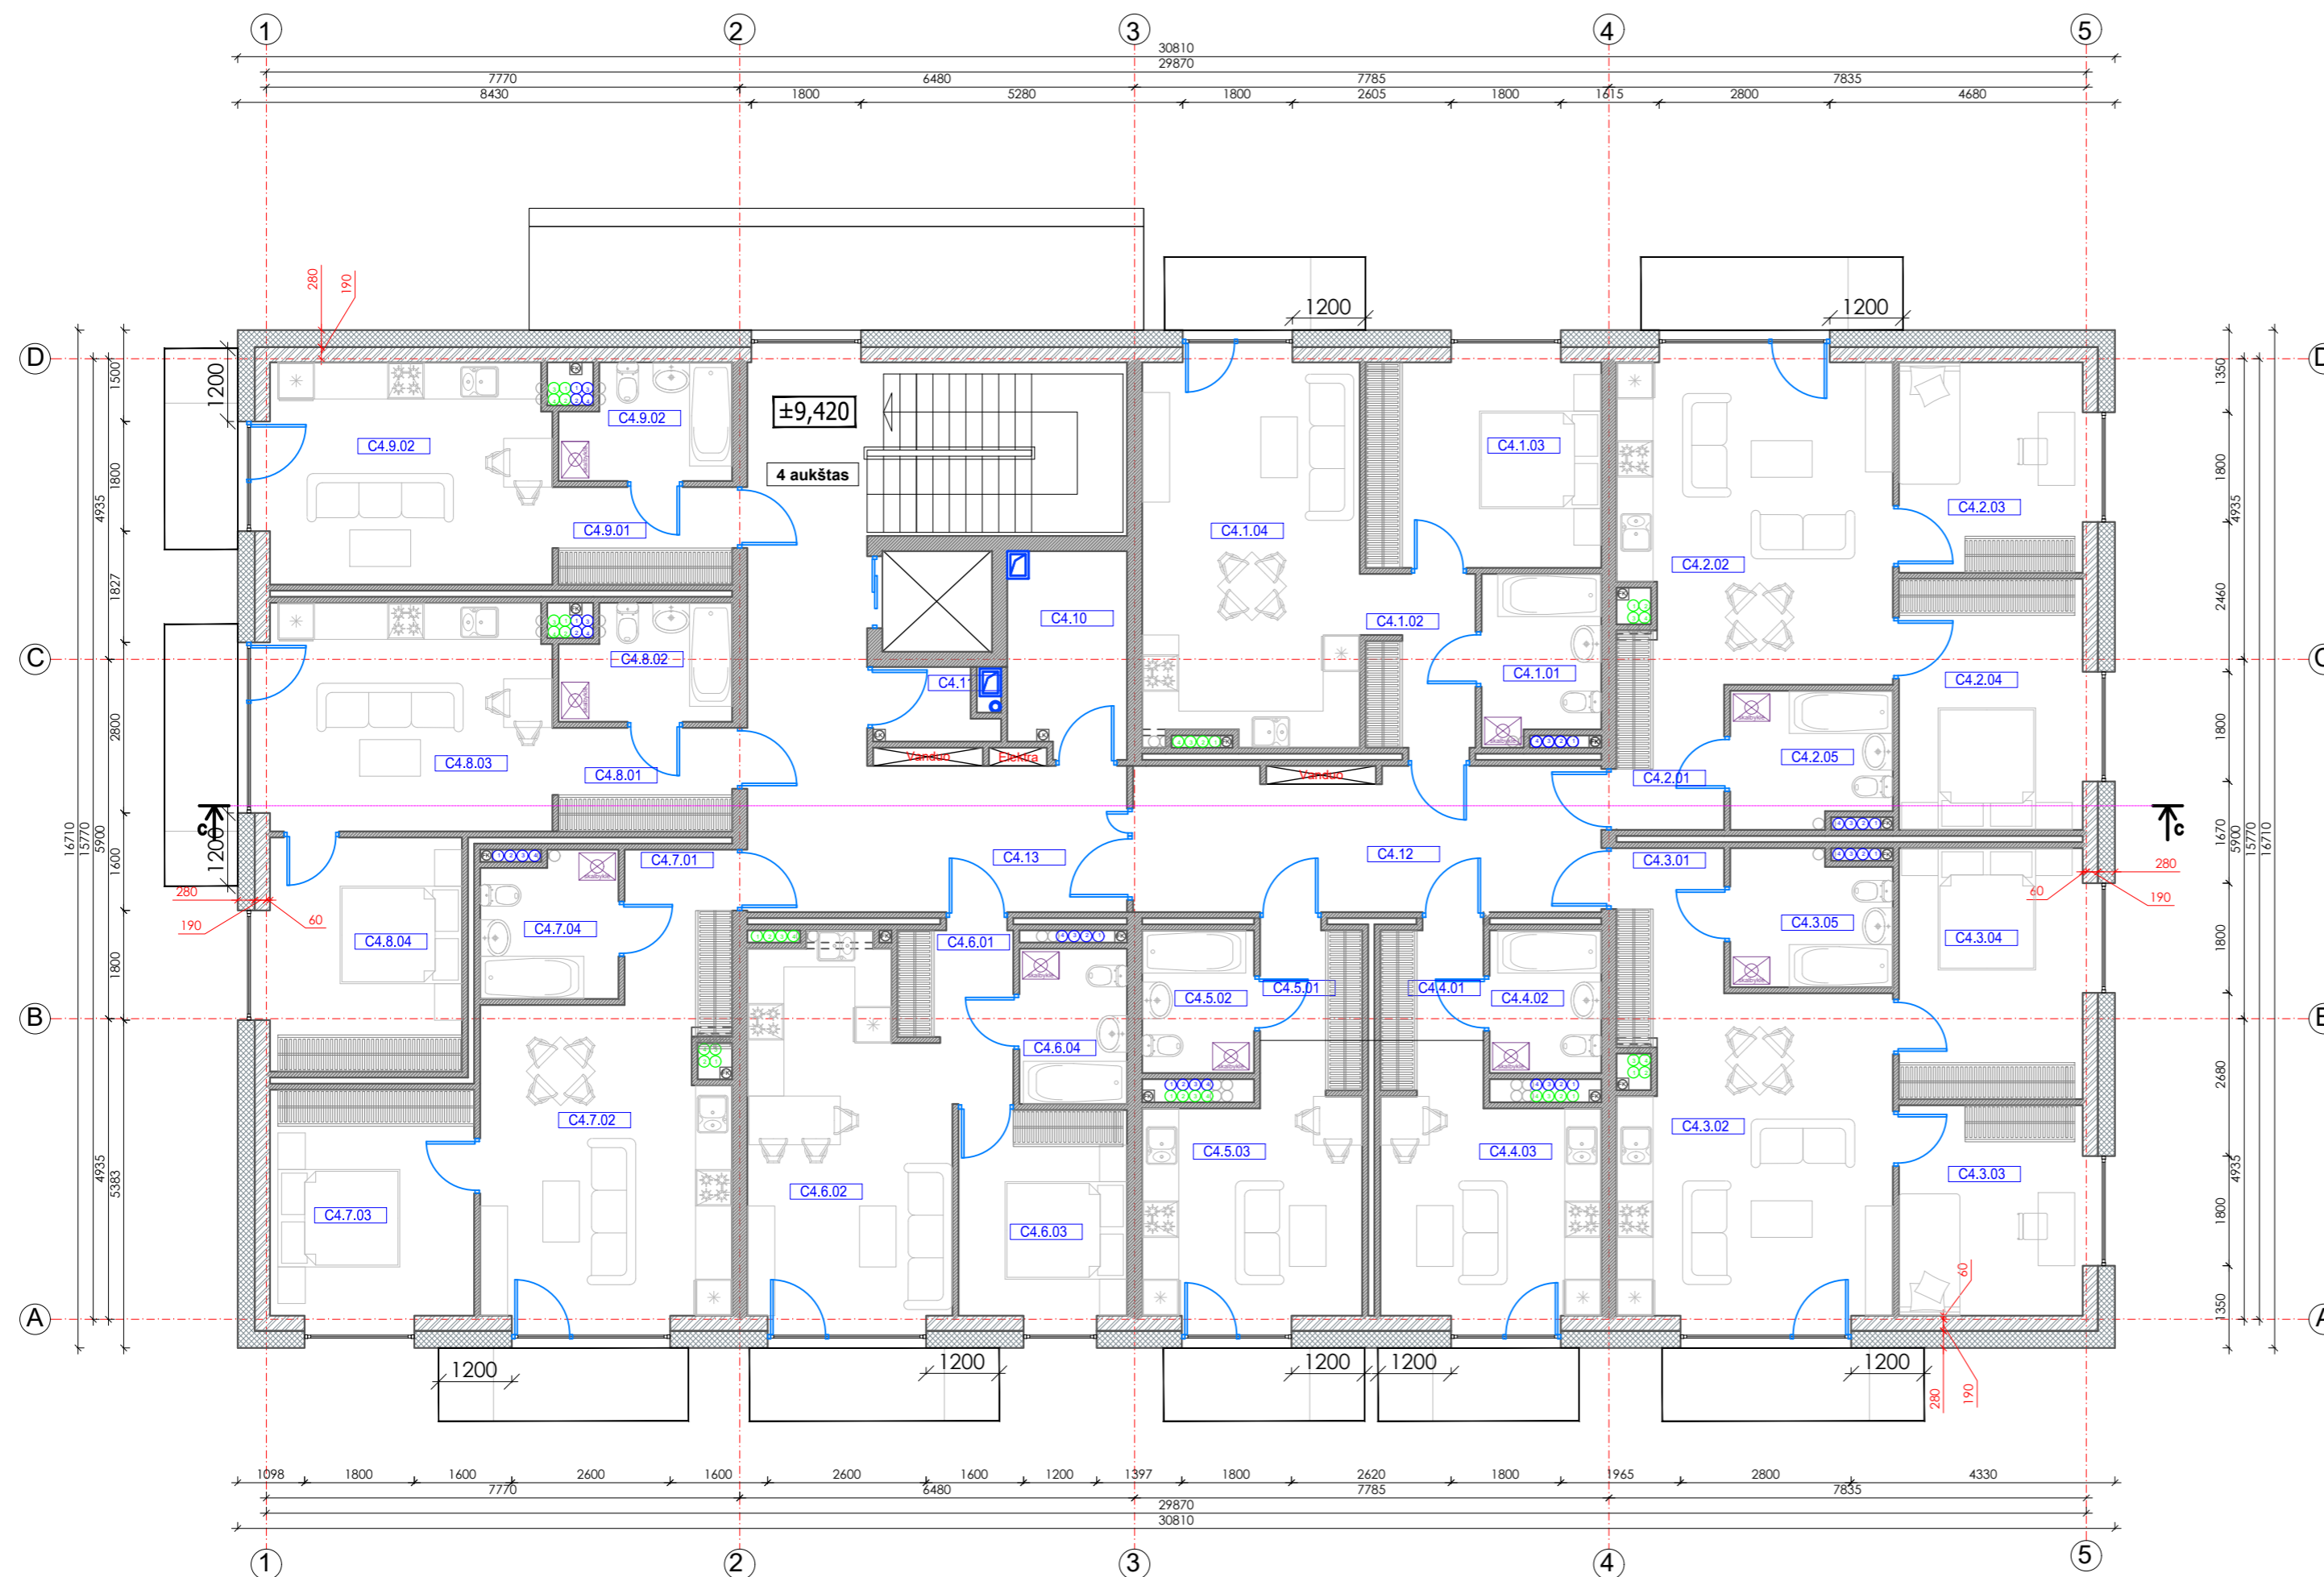 1 2 3 4 5
30810
29870
7770 6480 7785 7835
8430 1800 5280 1800 2605 1800 1615 2800 4680
280 190
1200 1200
D D
1200
±9,420
4 aukštas
C4.9.02 C4.9.02
C4.9.01
C4.1.03
C4.1.04
C4.2.03
C4.2.02
C4.10
C4.1.02
C C
C4.8.02
C4.11
C4.1.01
C4.2.04
C4.8.03
C4.8.01
Vanduo Elektra
Vanduo
C4.2.01
C4.2.05
c c
1200
C4.7.01
C4.13
C4.12
C4.3.01
280 190 60
60 280 190
C4.8.04
C4.7.04
C4.6.01
C4.3.05
C4.3.04
C4.5.02
C4.5.01
C4.4.01
C4.4.02
B B
C4.6.04
C4.7.02
C4.3.02
C4.5.03
C4.4.03
C4.3.03
C4.6.02
C4.7.03
C4.6.03
60
A A
1200 1200 1200 1200 1200
280 190
16710
15770
4935 5900 4935
1500 1800 1827 2800 1600 1800 5383
1350 1800 2460 1800 1670 1800 2680 1800 1350
4935 5900 4935
15770
16710
1098 1800 1600 2600 1600 2600 1600 1200 1397 1800 2620 1800 1965 2800 4330
7770 6480 7785 7835
29870
30810
1 2 3 4 5